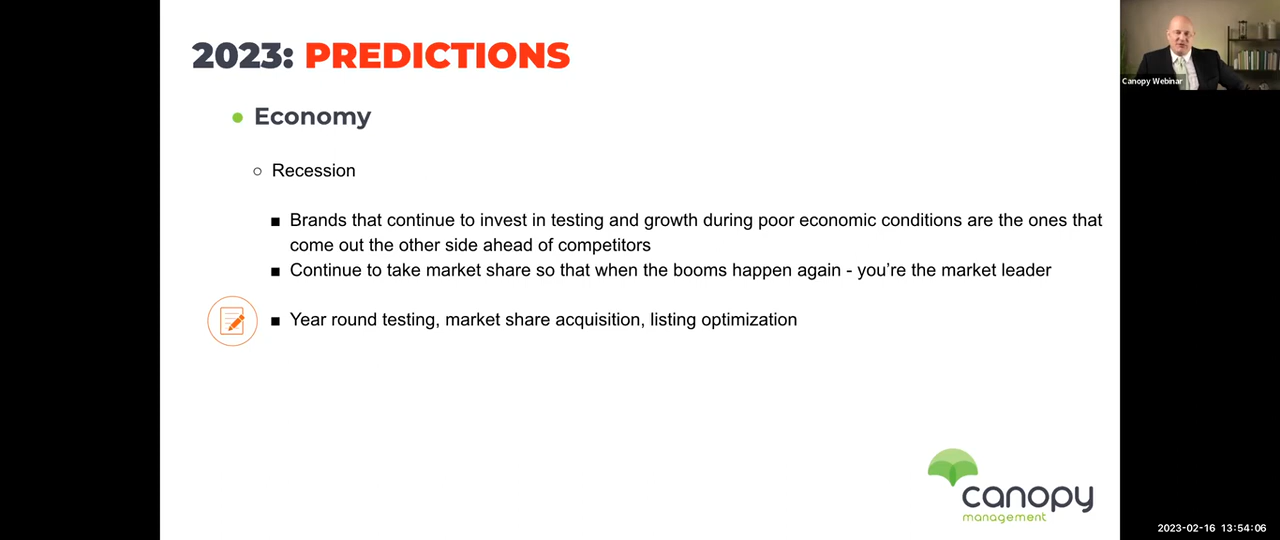 2023: PREDICTIONS
Canopy Webinar
Economy
Recession
Brands that continue to invest in testing and growth during poor economic conditions are the ones that
come out the other side ahead of competitors
Continue to take market share so that when the booms happen again - you're the market leader
Year round testing, market share acquisition, listing optimization
canopy
management
2023-02-16 13:54:06